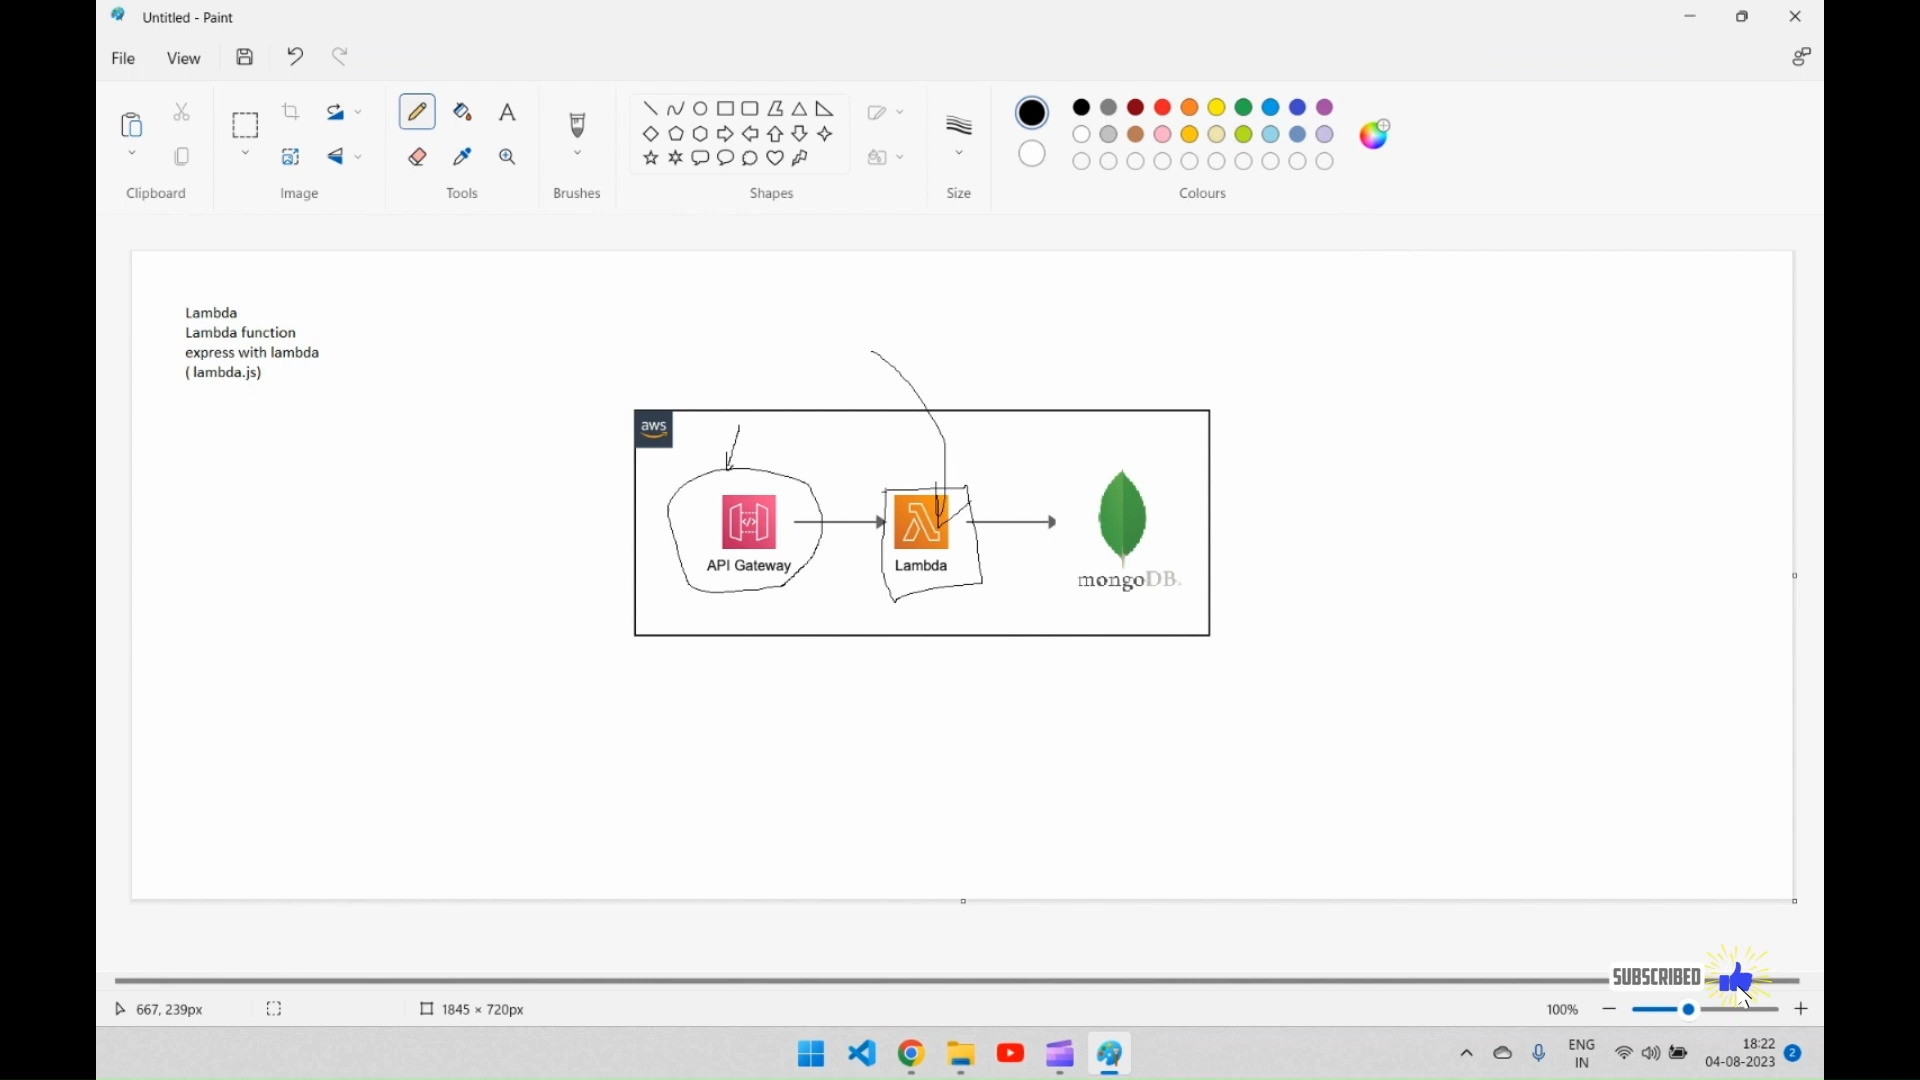 Untitled - Paint
File View
Clipboard Image Tools Brushes Shapes Size Colours
Lambda
Lambda function
express with lambda
( lambda.js)
aws
API Gateway
Lambda
mongoDB.
SUBSCRIBED
667, 239px
1845 × 720px
100%
ENG
IN
18:22
04-08-2023
2